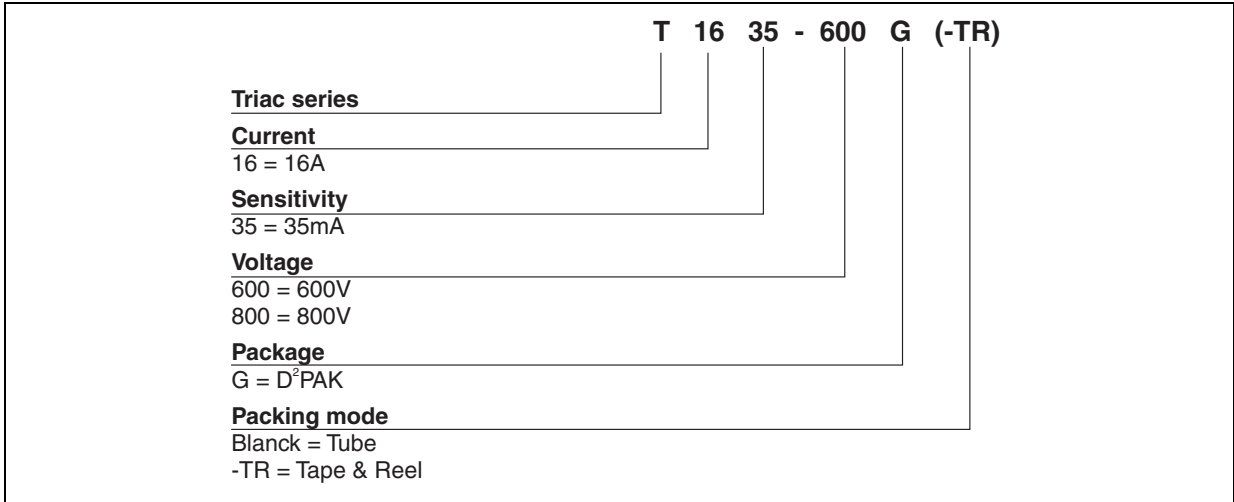 T 16 35 - 600 G (-TR)
Triac series
Current
16 = 16A
Sensitivity
35 = 35mA
Voltage
600 = 600V
800 = 800V
Package
G = D²PAK
Packing mode
Blanck = Tube
-TR = Tape & Reel